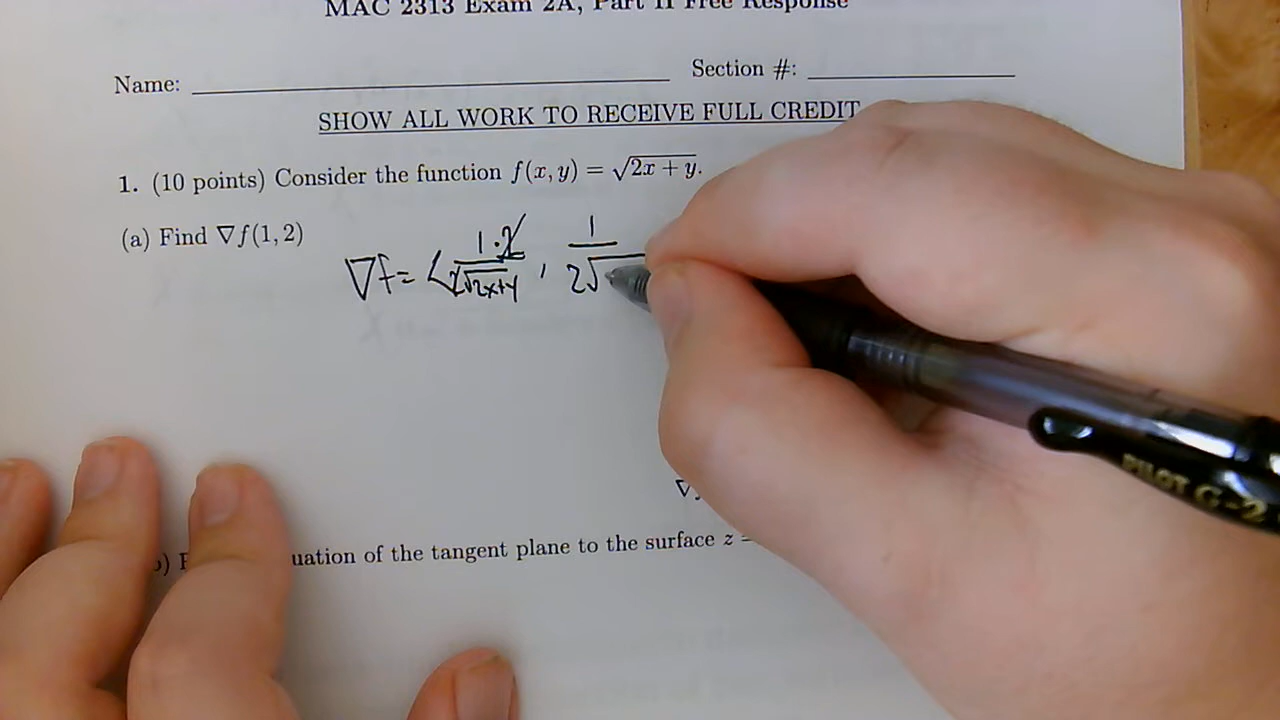 MAC 2313 Exam 2A, Part II Free Response
Name: Section #:
SHOW ALL WORK TO RECEIVE FULL CREDIT
1. (10 points) Consider the function f(x, y) = √(2x + y).
(a) Find ∇f(1, 2)
∇f = ⟨ (1·2)/(2√(2x+y)) , 1/(2√
∇
uation of the tangent plane to the surface z =
PILOT G-2